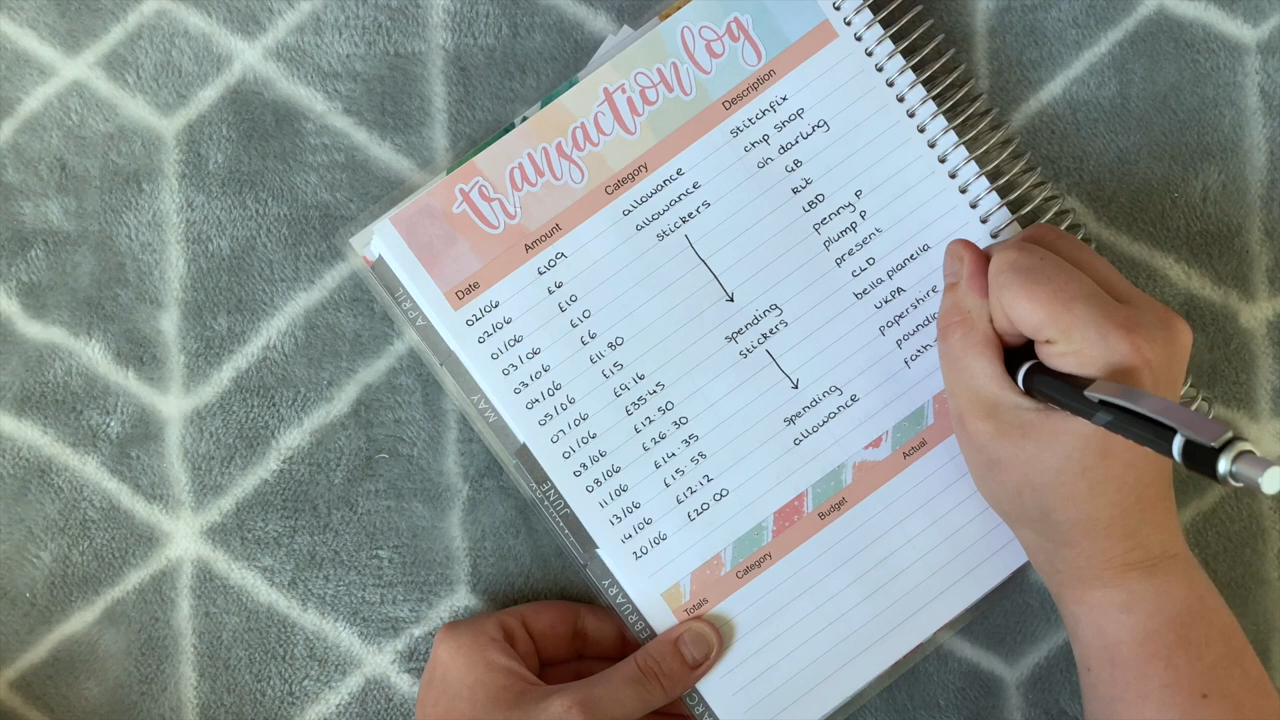 transaction log
Date Amount Category Description
02/06 £109 allowance stitchfix
02/06 £6 allowance chip shop
01/06 £10 stickers oh darling
03/06 £10 GB
03/06 £6 kit
04/06 £11.80 LBD
05/06 £15 penny P
07/06 £9.16 plump P
07/06 £35.45 spending present
08/06 £12.50 stickers CLD
08/06 £26.30 bella planella
11/06 £14.35 UKPA
13/06 £15.58 papershire
14/06 £12.12 spending
20/06 £20.00 allowance fath
Totals Category Budget Actual
APRIL
MAY
JUNE